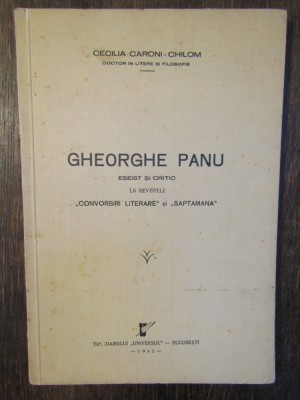 CECILIA CARONI-CHILOM
DOCTOR IN LITERE ȘI FILOSOFIE
GHEORGHE PANU
ESEIST ȘI CRITIC
LA REVISTELE
„CONVORBIRI LITERARE” și „SAPTAMANA”
TIP. ZIARULUI „UNIVERSUL” — BUCUREȘTI
— 1942 —